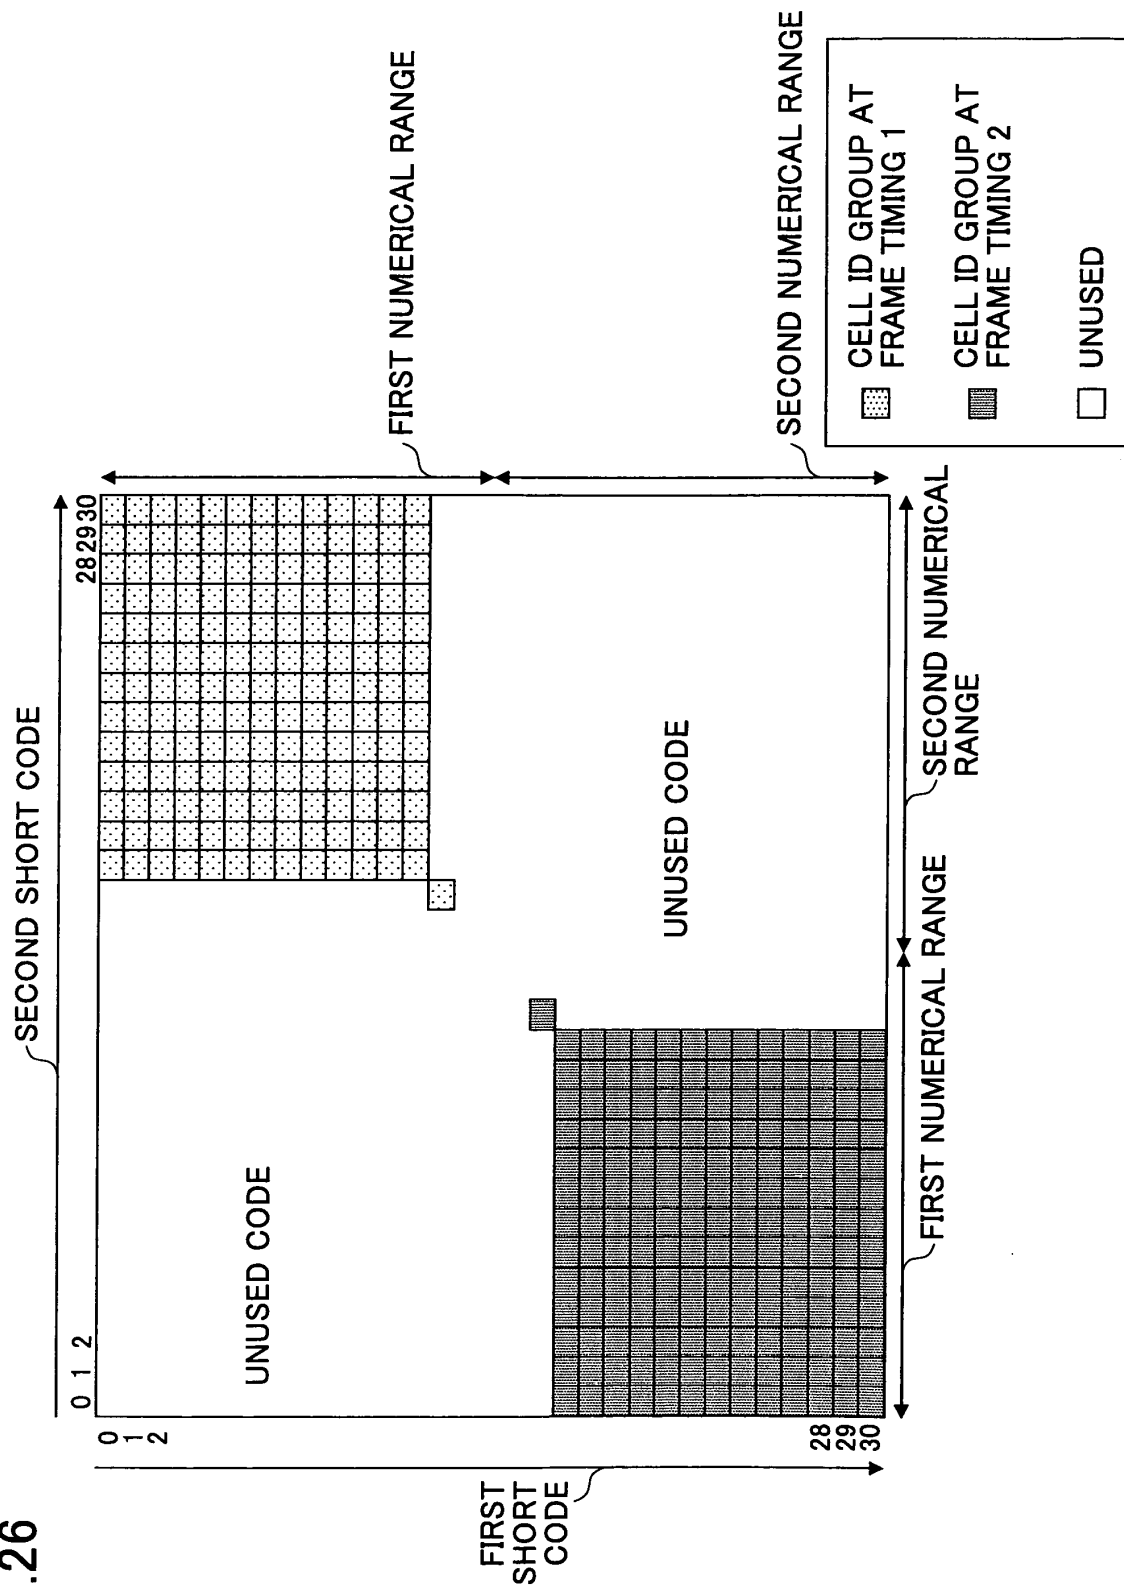 .26
SECOND SHORT CODE
0 1 2
28 29 30
FIRST
SHORT
CODE
0
1
2
28
29
30
UNUSED CODE
UNUSED CODE
FIRST NUMERICAL RANGE
SECOND NUMERICAL RANGE
FIRST NUMERICAL RANGE
SECOND NUMERICAL
RANGE
CELL ID GROUP AT
FRAME TIMING 1
CELL ID GROUP AT
FRAME TIMING 2
UNUSED